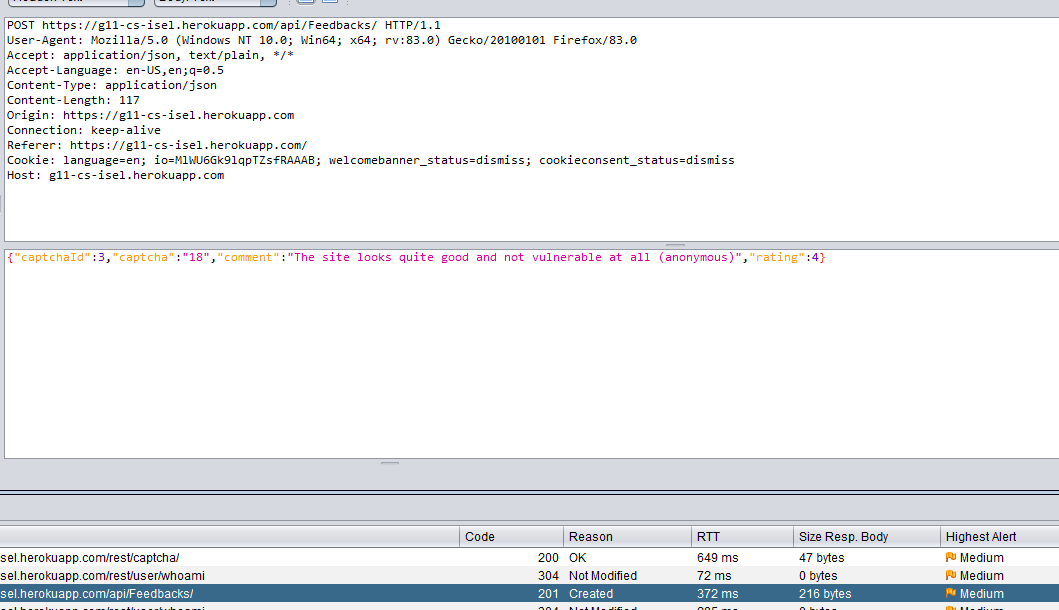 POST https://g11-cs-isel.herokuapp.com/api/Feedbacks/ HTTP/1.1
User-Agent: Mozilla/5.0 (Windows NT 10.0; Win64; x64; rv:83.0) Gecko/20100101 Firefox/83.0
Accept: application/json, text/plain, */*
Accept-Language: en-US,en;q=0.5
Content-Type: application/json
Content-Length: 117
Origin: https://g11-cs-isel.herokuapp.com
Connection: keep-alive
Referer: https://g11-cs-isel.herokuapp.com/
Cookie: language=en; io=MlWU6Gk9lqpTZsfRAAAB; welcomebanner_status=dismiss; cookieconsent_status=dismiss
Host: g11-cs-isel.herokuapp.com
{"captchaId":3,"captcha":"18","comment":"The site looks quite good and not vulnerable at all (anonymous)","rating":4}
Code Reason RTT Size Resp. Body Highest Alert
sel.herokuapp.com/rest/captcha/ 200 OK 649 ms 47 bytes Medium
sel.herokuapp.com/rest/user/whoami 304 Not Modified 72 ms 0 bytes Medium
sel.herokuapp.com/api/Feedbacks/ 201 Created 372 ms 216 bytes Medium